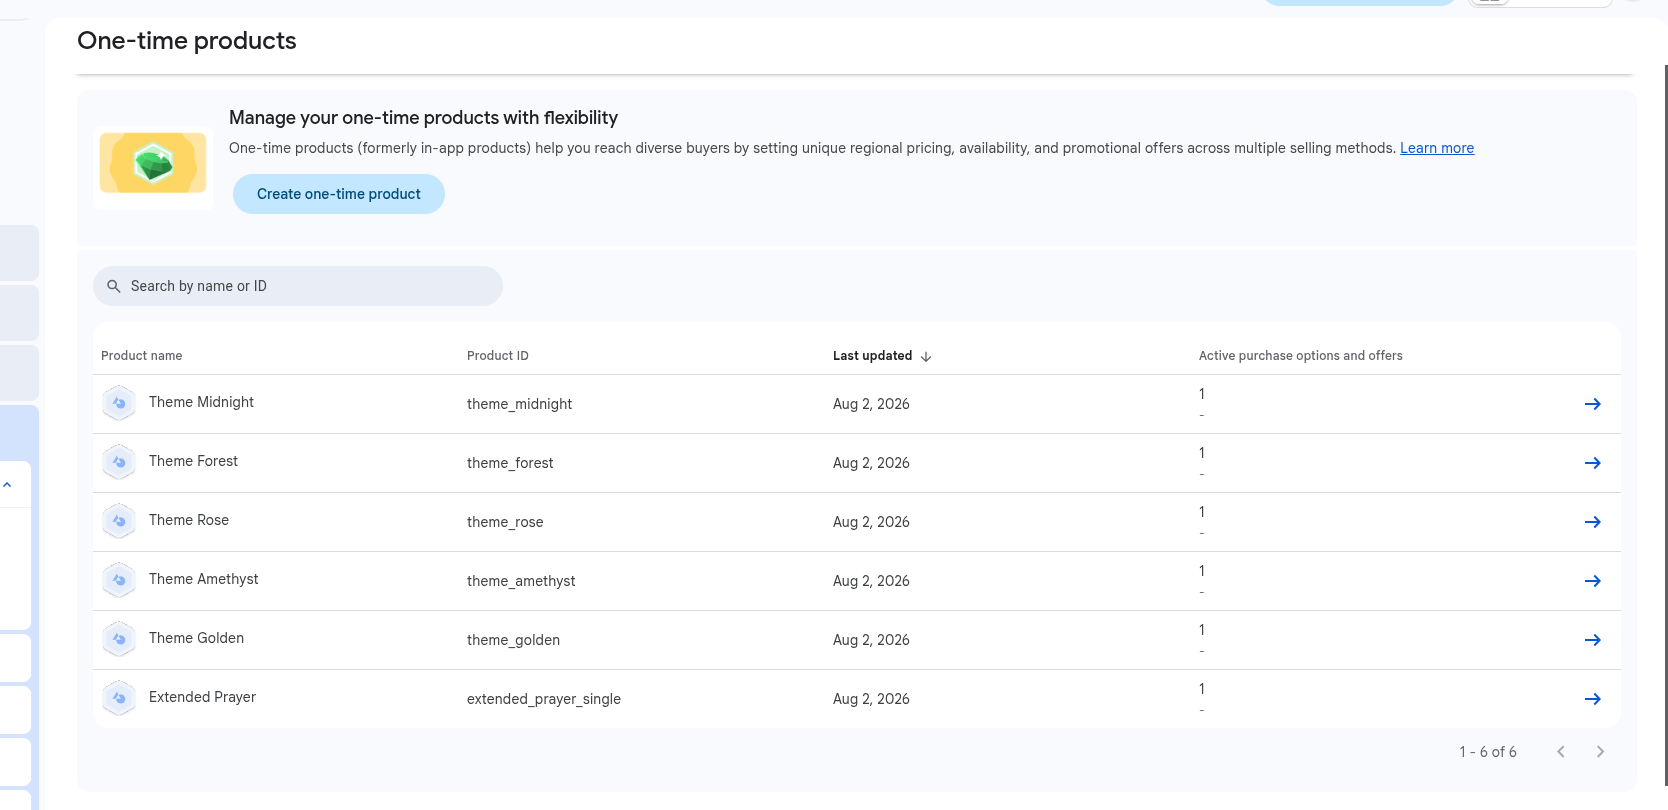 One-time products
Manage your one-time products with flexibility
One-time products (formerly in-app products) help you reach diverse buyers by setting unique regional pricing, availability, and promotional offers across multiple selling methods. Learn more
Create one-time product
Search by name or ID
Product name Product ID Last updated Active purchase options and offers
Theme Midnight theme_midnight Aug 2, 2026 1
-
Theme Forest theme_forest Aug 2, 2026 1
-
Theme Rose theme_rose Aug 2, 2026 1
-
Theme Amethyst theme_amethyst Aug 2, 2026 1
-
Theme Golden theme_golden Aug 2, 2026 1
-
Extended Prayer extended_prayer_single Aug 2, 2026 1
-
1 - 6 of 6